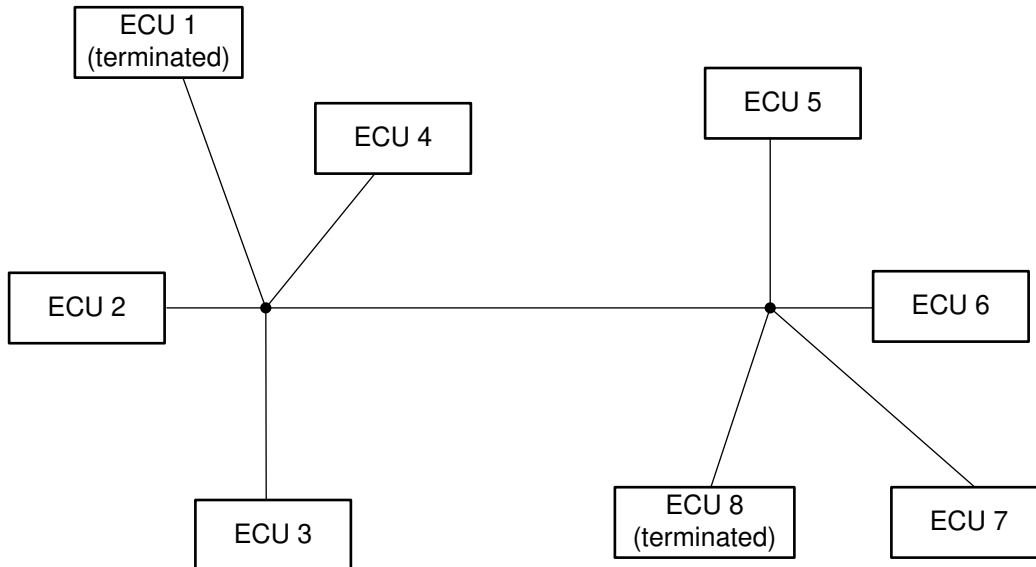 ECU 1
(terminated)
ECU 4
ECU 5
ECU 2
ECU 6
ECU 3
ECU 8
(terminated)
ECU 7